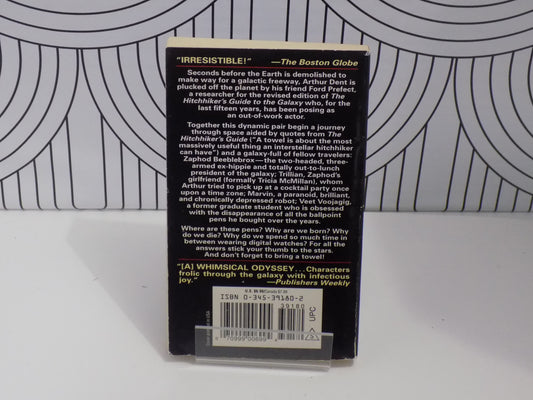 "IRRESISTIBLE!" —The Boston Globe
Seconds before the Earth is demolished to
make way for a galactic freeway, Arthur Dent is
plucked off the planet by his friend Ford Prefect,
a researcher for the revised edition of The
Hitchhiker's Guide to the Galaxy who, for the
last fifteen years, has been posing as
an out-of-work actor.
Together this dynamic pair begin a journey
through space aided by quotes from The
Hitchhiker's Guide ("A towel is about the most
massively useful thing an interstellar hitchhiker
can have") and a galaxy-full of fellow travelers:
Zaphod Beeblebrox—the two-headed, three-
armed ex-hippie and totally out-to-lunch
president of the galaxy; Trillian, Zaphod's
girlfriend (formally Tricia McMillan), whom
Arthur tried to pick up at a cocktail party once
upon a time zone; Marvin, a paranoid, brilliant,
and chronically depressed robot; Veet Voojagig,
a former graduate student who is obsessed
with the disappearance of all the ballpoint
pens he bought over the years.
Where are these pens? Why are we born? Why
do we die? Why do we spend so much time in
between wearing digital watches? For all the
answers stick your thumb to the stars.
And don't forget to bring a towel!
"[A] WHIMSICAL ODYSSEY...Characters
frolic through the galaxy with infectious
joy." —Publishers Weekly
ISBN 0-345-39180-2
39180
UPC
70999 00699